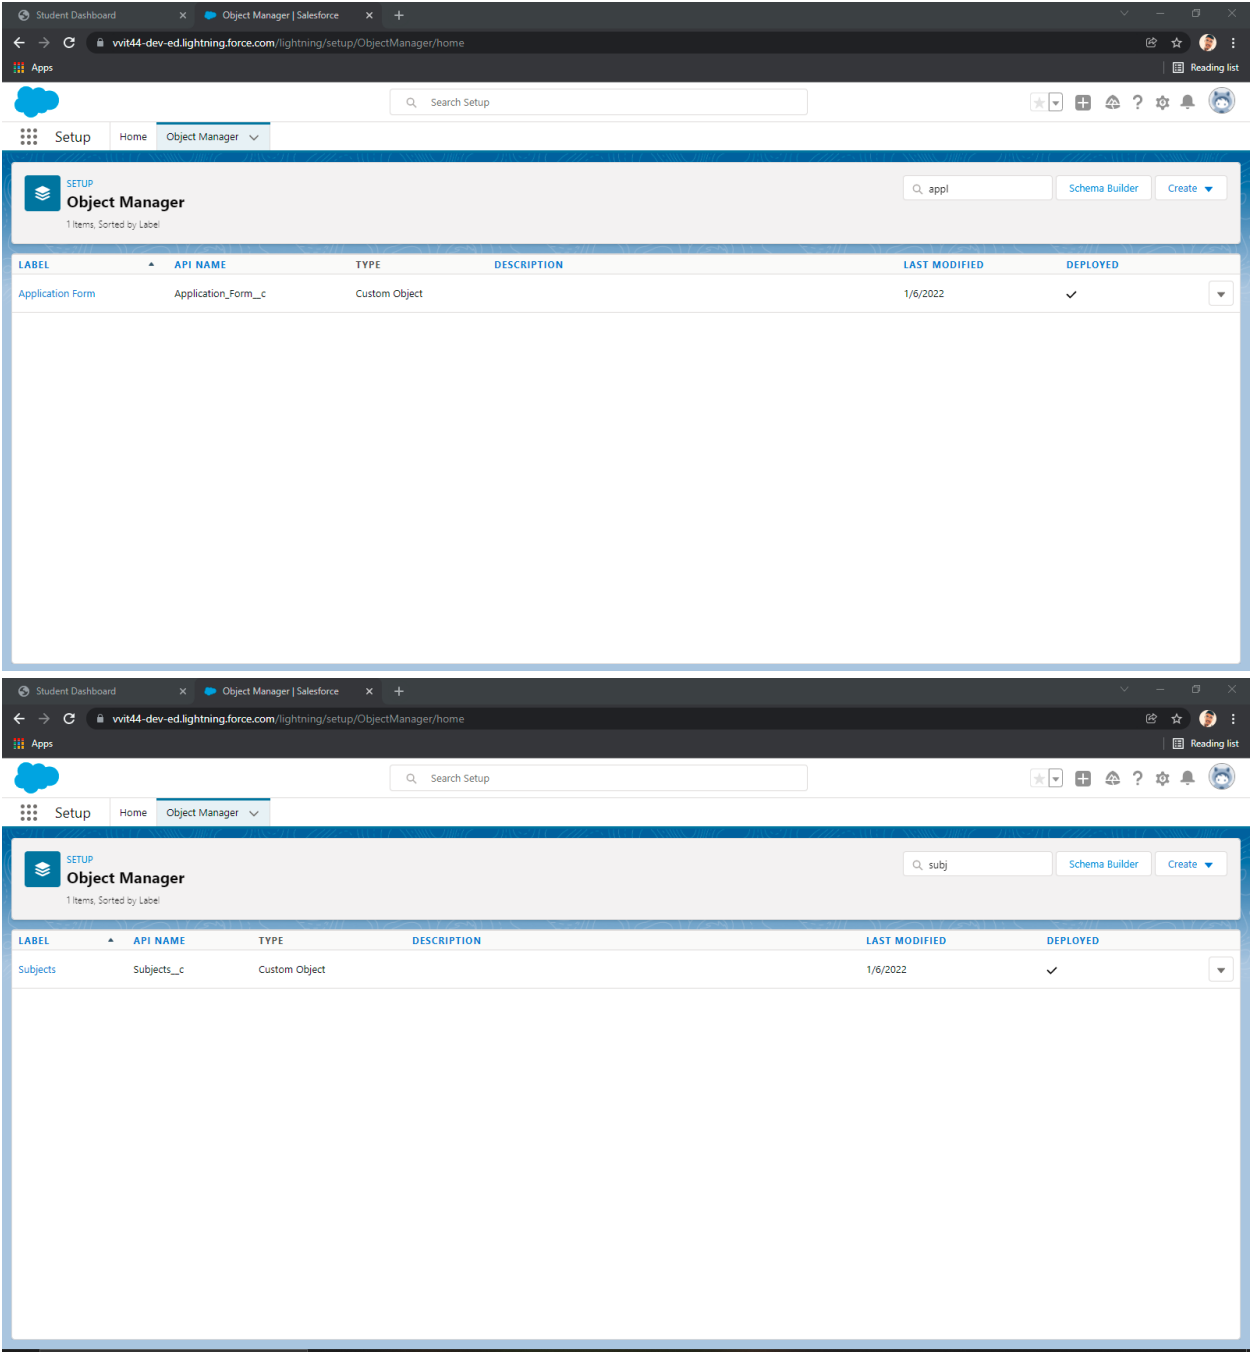 Student Dashboard
Object Manager | Salesforce
vvit44-dev-ed.lightning.force.com/lightning/setup/ObjectManager/home
Apps
Reading list
Search Setup
Setup
Home
Object Manager
SETUP
Object Manager
1 Items, Sorted by Label
appl
Schema Builder
Create
LABEL API NAME TYPE DESCRIPTION LAST MODIFIED DEPLOYED
Application Form Application_Form__c Custom Object 1/6/2022
Student Dashboard
Object Manager | Salesforce
vvit44-dev-ed.lightning.force.com/lightning/setup/ObjectManager/home
Apps
Reading list
Search Setup
Setup
Home
Object Manager
SETUP
Object Manager
1 Items, Sorted by Label
subj
Schema Builder
Create
LABEL API NAME TYPE DESCRIPTION LAST MODIFIED DEPLOYED
Subjects Subjects__c Custom Object 1/6/2022